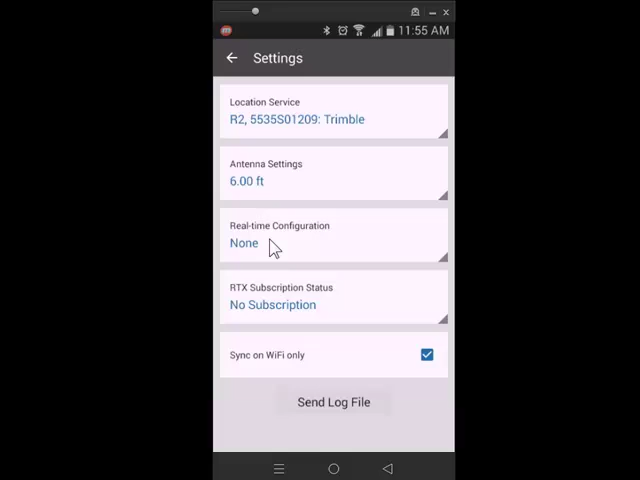 11:55 AM
Settings
Location Service
R2, 5535S01209: Trimble
Antenna Settings
6.00 ft
Real-time Configuration
None
RTX Subscription Status
No Subscription
Sync on WiFi only
Send Log File